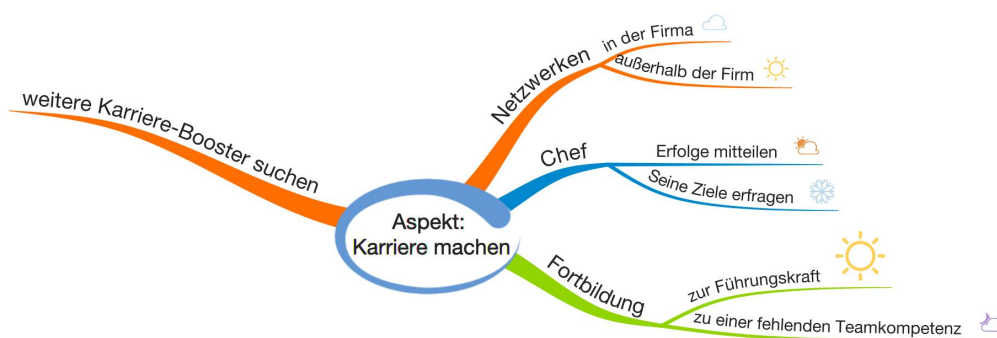 weitere Karriere-Booster suchen
Aspekt:
Karriere machen
Netzwerken
in der Firma
außerhalb der Firm
Chef
Erfolge mitteilen
Seine Ziele erfragen
Fortbildung
zur Führungskraft
zu einer fehlenden Teamkompetenz